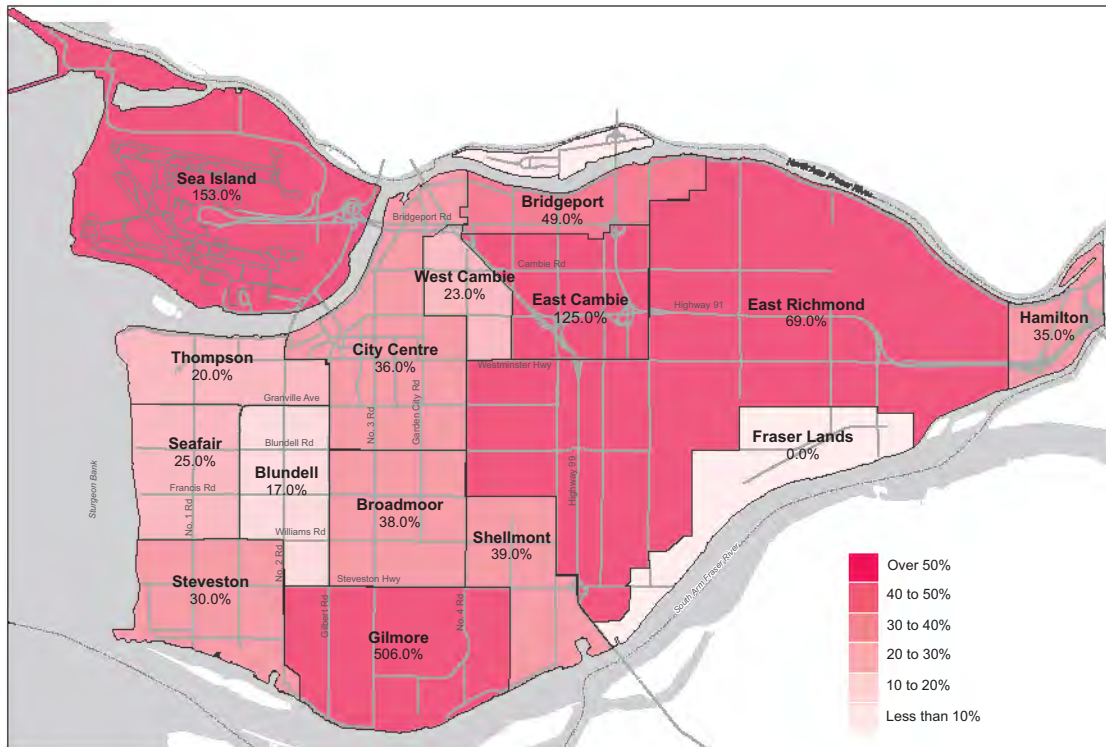 North Arm Fraser River
Sea Island
153.0%
Bridgeport
49.0%
Bridgeport Rd
Cambie Rd
West Cambie
23.0%
East Cambie
125.0%
Highway 91
East Richmond
69.0%
Hamilton
35.0%
Thompson
20.0%
City Centre
36.0%
Westminster Hwy
Granville Ave
No. 3 Rd
Garden City Rd
Seafair
25.0%
Blundell Rd
Blundell
17.0%
Fraser Lands
0.0%
Sturgeon Bank
Francis Rd
No. 1 Rd
Highway 99
Broadmoor
38.0%
Williams Rd
Shellmont
39.0%
No. 2 Rd
Steveston Hwy
Steveston
30.0%
Gilbert Rd
No. 4 Rd
Gilmore
506.0%
South Arm Fraser River
Over 50%
40 to 50%
30 to 40%
20 to 30%
10 to 20%
Less than 10%